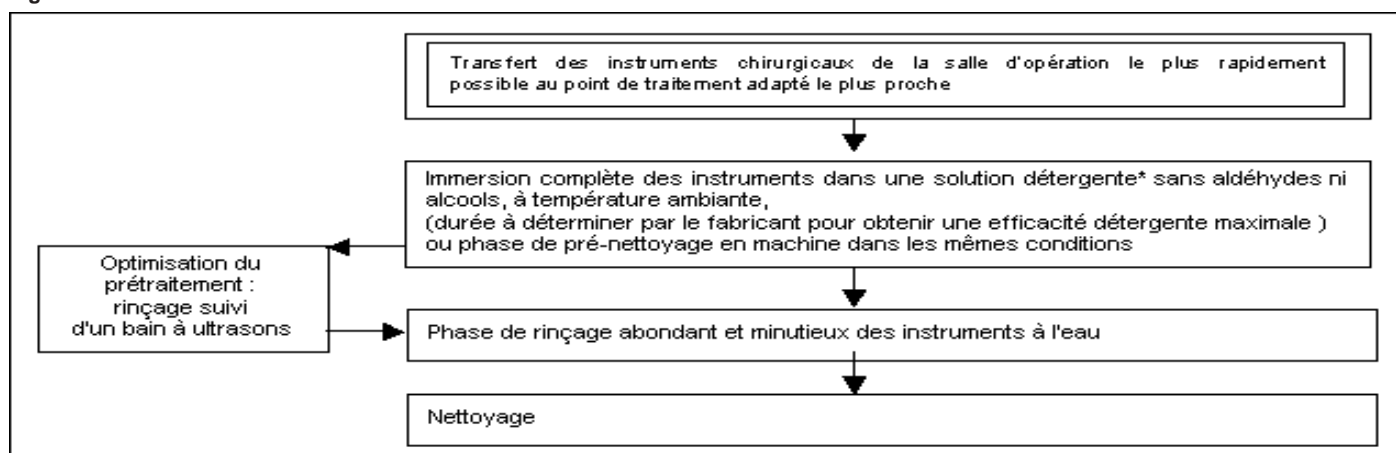 Transfert des instruments chirurgicaux de la salle d'opération le plus rapidement
possible au point de traitement adapté le plus proche
Immersion complète des instruments dans une solution détergente* sans aldéhydes ni
alcools, à température ambiante,
(durée à déterminer par le fabricant pour obtenir une efficacité détergente maximale )
ou phase de pré-nettoyage en machine dans les mêmes conditions
Optimisation du
prétraitement :
rinçage suivi
d'un bain à ultrasons
Phase de rinçage abondant et minutieux des instruments à l'eau
Nettoyage